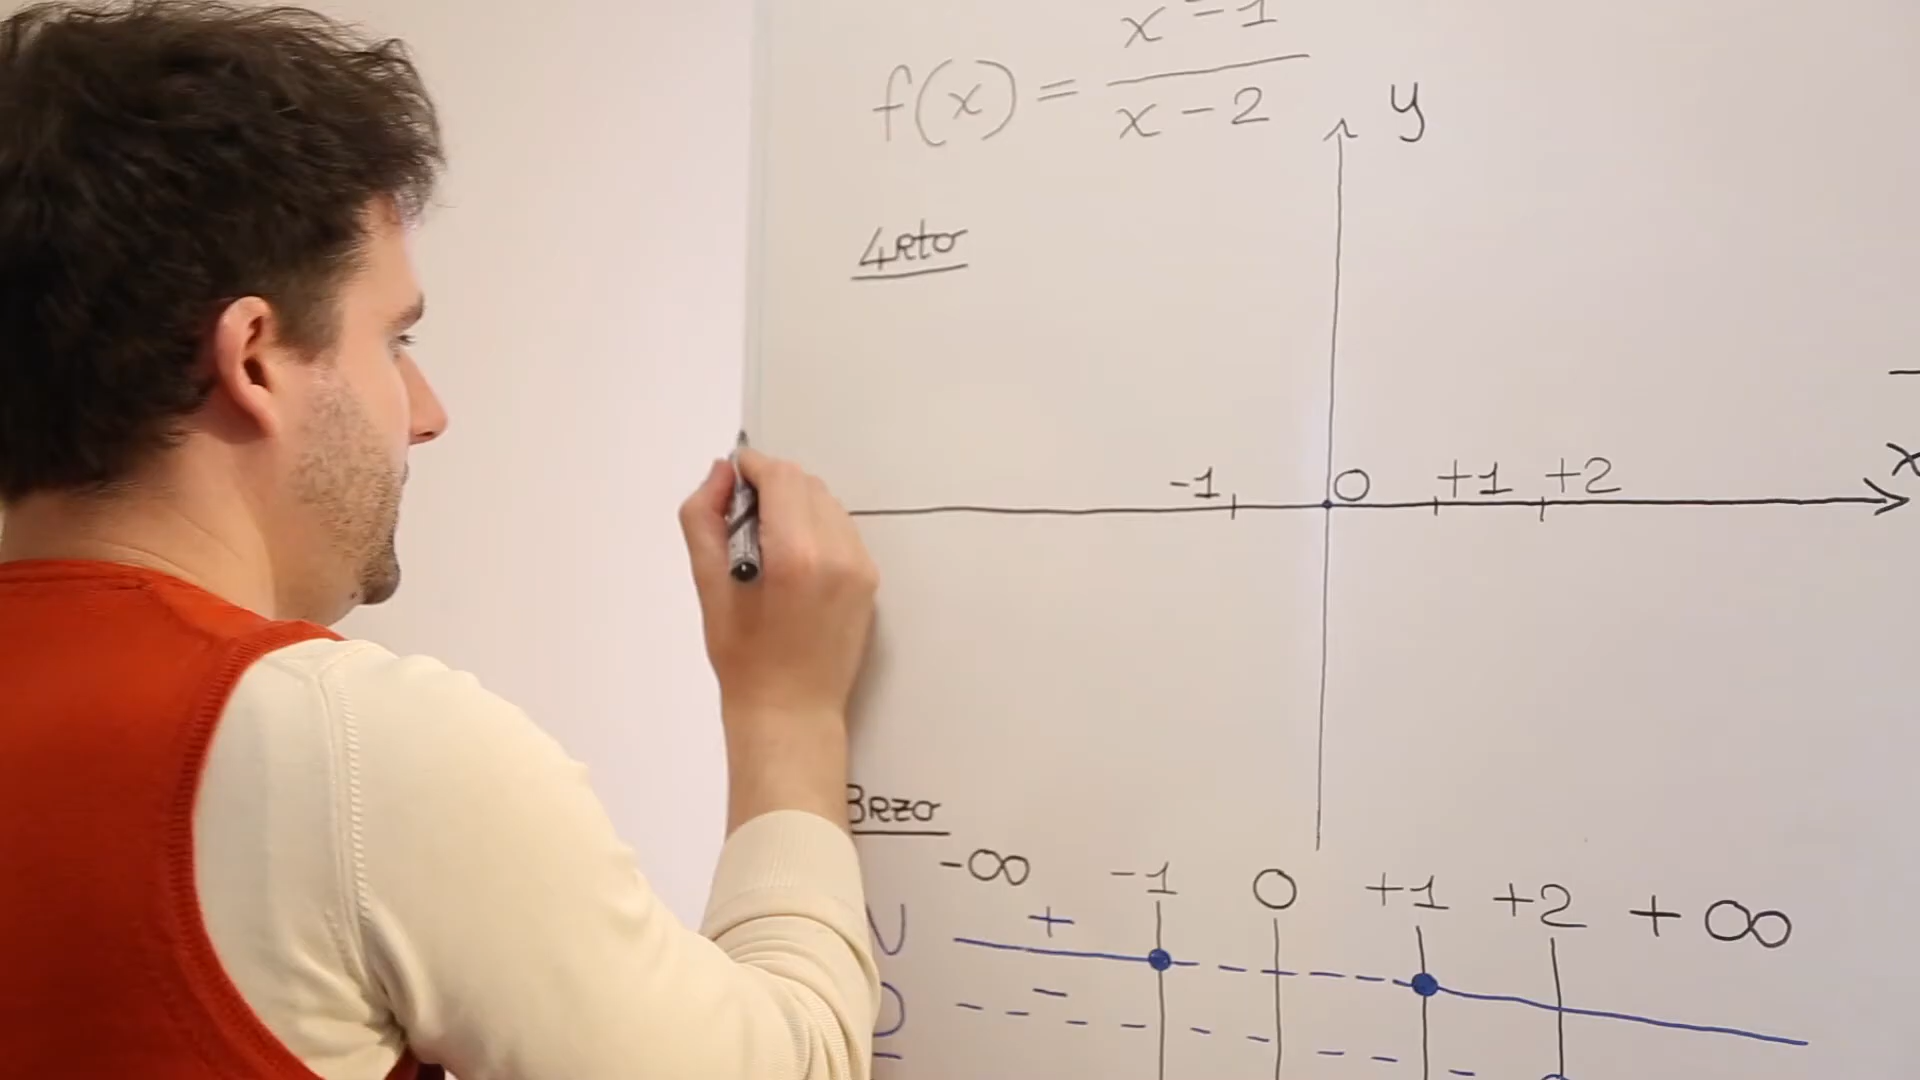 x - 1
f(x) = x - 2
y
4rto
-1 0 +1 +2 x
3rzo
-∞ -1 0 +1 +2 +∞
N +
D -